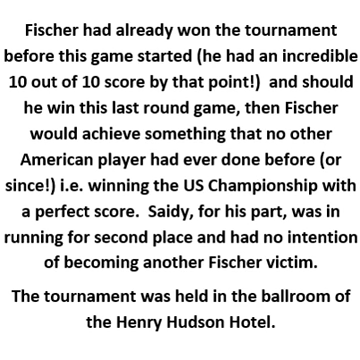 Fischer had already won the tournament
before this game started (he had an incredible
10 out of 10 score by that point!)  and should
he win this last round game, then Fischer
would achieve something that no other
American player had ever done before (or
since!) i.e. winning the US Championship with
a perfect score.  Saidy, for his part, was in
running for second place and had no intention
of becoming another Fischer victim.
The tournament was held in the ballroom of
the Henry Hudson Hotel.